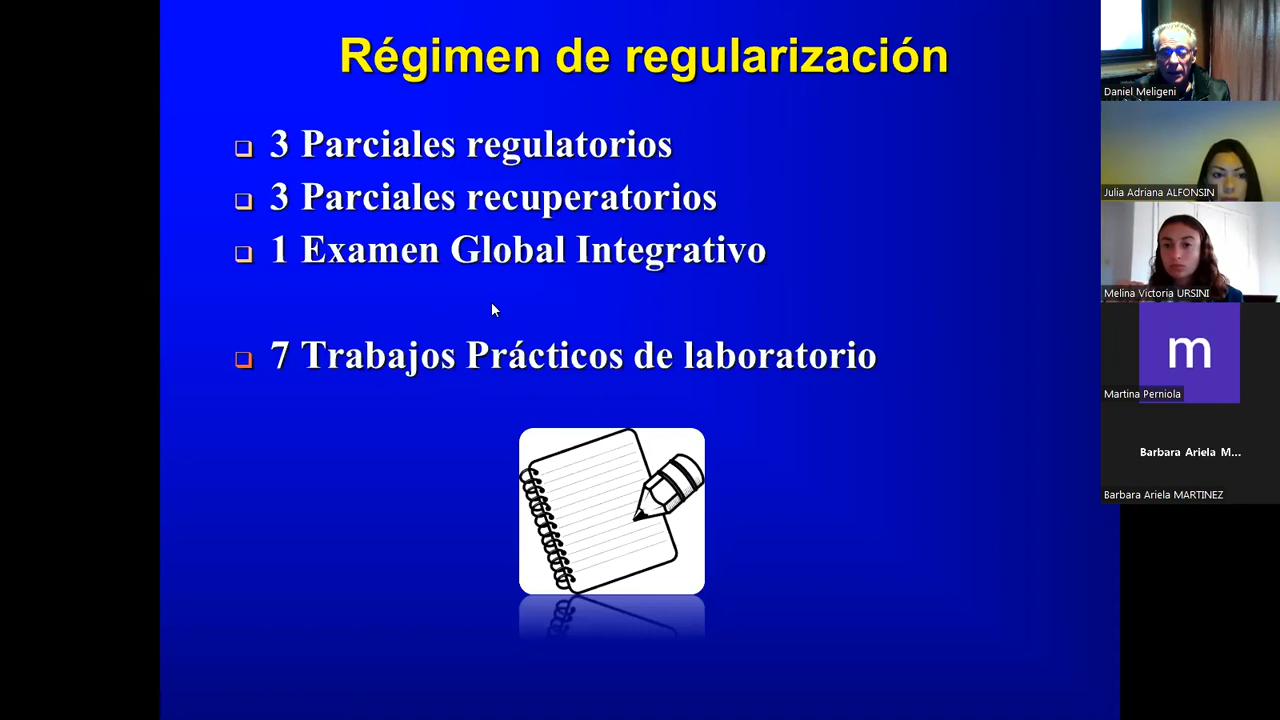 Régimen de regularización
3 Parciales regulatorios
3 Parciales recuperatorios
1 Examen Global Integrativo
7 Trabajos Prácticos de laboratorio
Daniel Meligeni
Julia Adriana ALFONSIN
Melina Victoria URSINI
m
Martina Perniola
Barbara Ariela M...
Barbara Ariela MARTINEZ